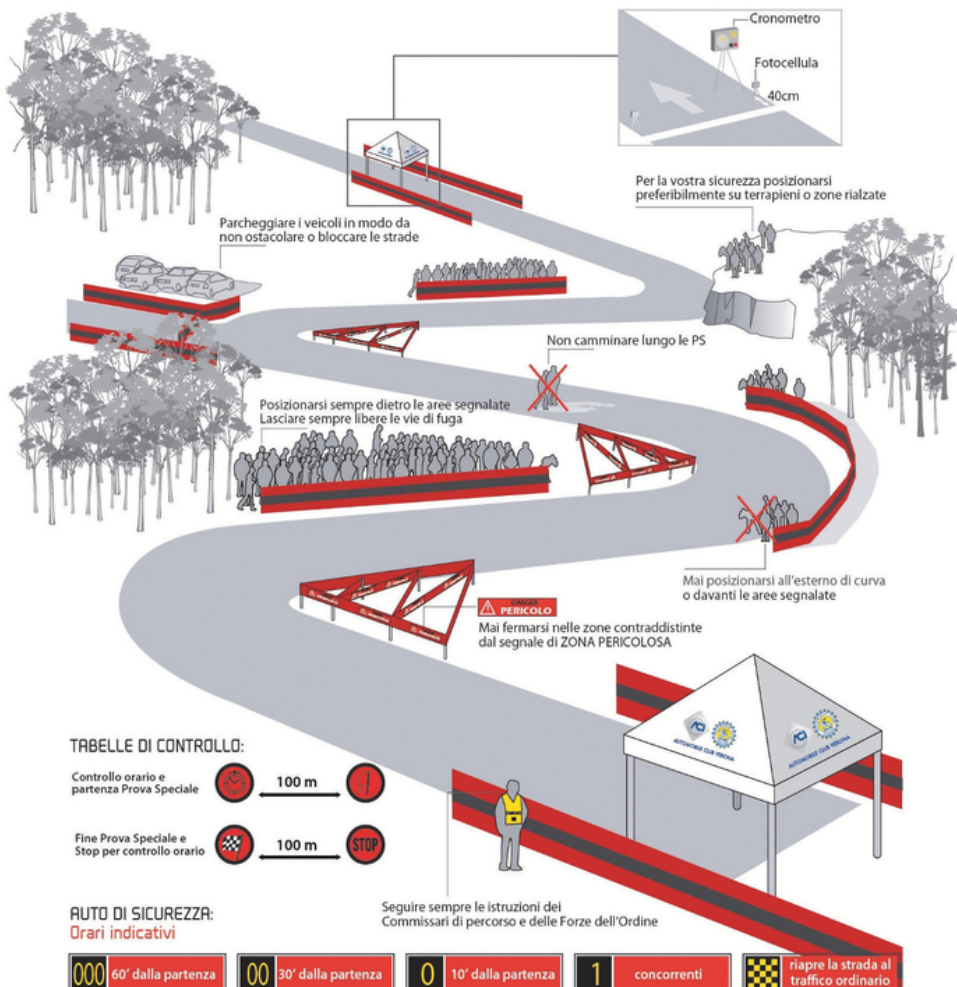 Cronometro
Fotocellula
40cm
Per la vostra sicurezza posizionarsi
preferibilmente su terrapieni o zone rialzate
Parcheggiare i veicoli in modo da
non ostacolare o bloccare le strade
Non camminare lungo le PS
Posizionarsi sempre dietro le aree segnalate
Lasciare sempre libere le vie di fuga
Mai posizionarsi all'esterno di curva
o davanti le aree segnalate
DANGER
PERICOLO
Mai fermarsi nelle zone contraddistinte
dal segnale di ZONA PERICOLOSA
ACI
AUTOMOBILE CLUB VERONA
ACI
AUTOMOBILE CLUB VERONA
TABELLE DI CONTROLLO:
Controllo orario e
partenza Prova Speciale
100 m
Fine Prova Speciale e
Stop per controllo orario
100 m
STOP
Seguire sempre le istruzioni dei
Commissari di percorso e delle Forze dell'Ordine
AUTO DI SICUREZZA:
Orari indicativi
000 60' dalla partenza
00 30' dalla partenza
0 10' dalla partenza
1 concorrenti
riapre la strada al
traffico ordinario